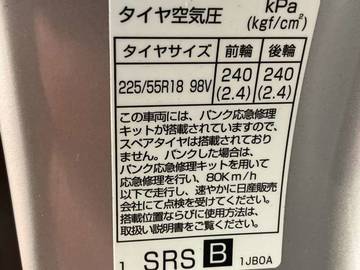 タイヤ空気圧 kPa
(kgf/cm²)
タイヤサイズ 前輪 後輪
225/55R18 98V 240 240
(2.4) (2.4)
この車両には、パンク応急修理
キットが搭載されていますので、
スペアタイヤは搭載されており
ません。パンクした場合は、
パンク応急修理キットを用いて
応急修理を行い、80Km/h
以下で走行し、速やかに日産販売
会社にて点検を受けてください。
搭載位置ならびに使用方法は、
取扱い説明書をご覧ください。
1 SRS B 1JB0A